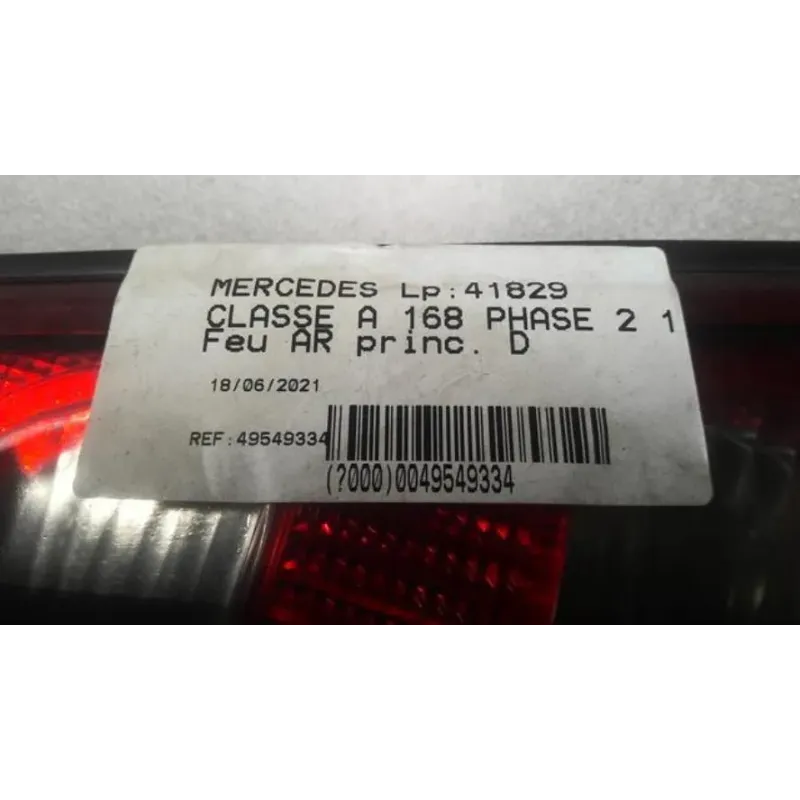 MERCEDES Lp:41829
CLASSE A 168 PHASE 2 1
Feu AR princ. D
18/06/2021
REF:49549334
(?000)0049549334